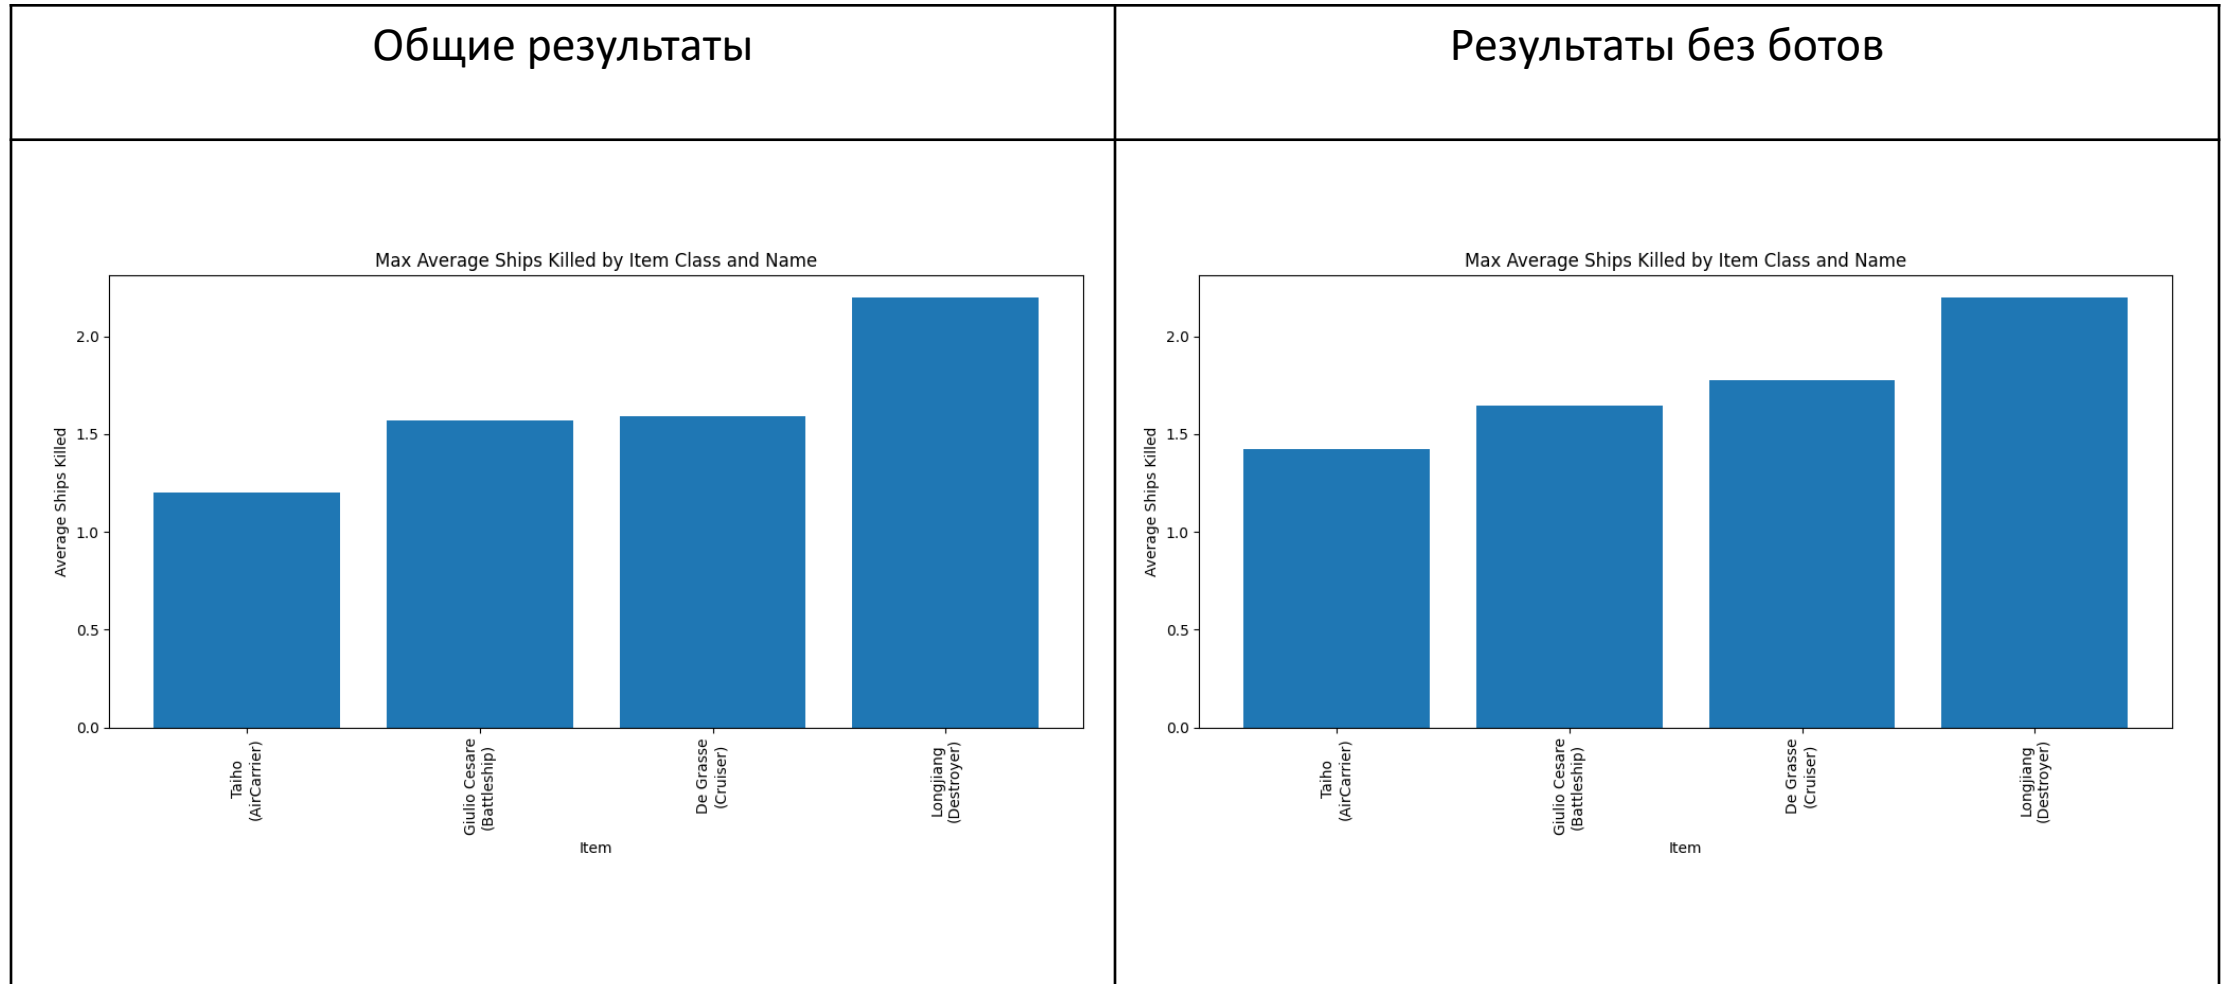 Общие результаты
Результаты без ботов
Max Average Ships Killed by Item Class and Name
Average Ships Killed
2.0
1.5
1.0
0.5
0.0
Taiho
(AirCarrier)
Giulio Cesare
(Battleship)
De Grasse
(Cruiser)
Longjiang
(Destroyer)
Item
Max Average Ships Killed by Item Class and Name
Average Ships Killed
2.0
1.5
1.0
0.5
0.0
Taiho
(AirCarrier)
Giulio Cesare
(Battleship)
De Grasse
(Cruiser)
Longjiang
(Destroyer)
Item